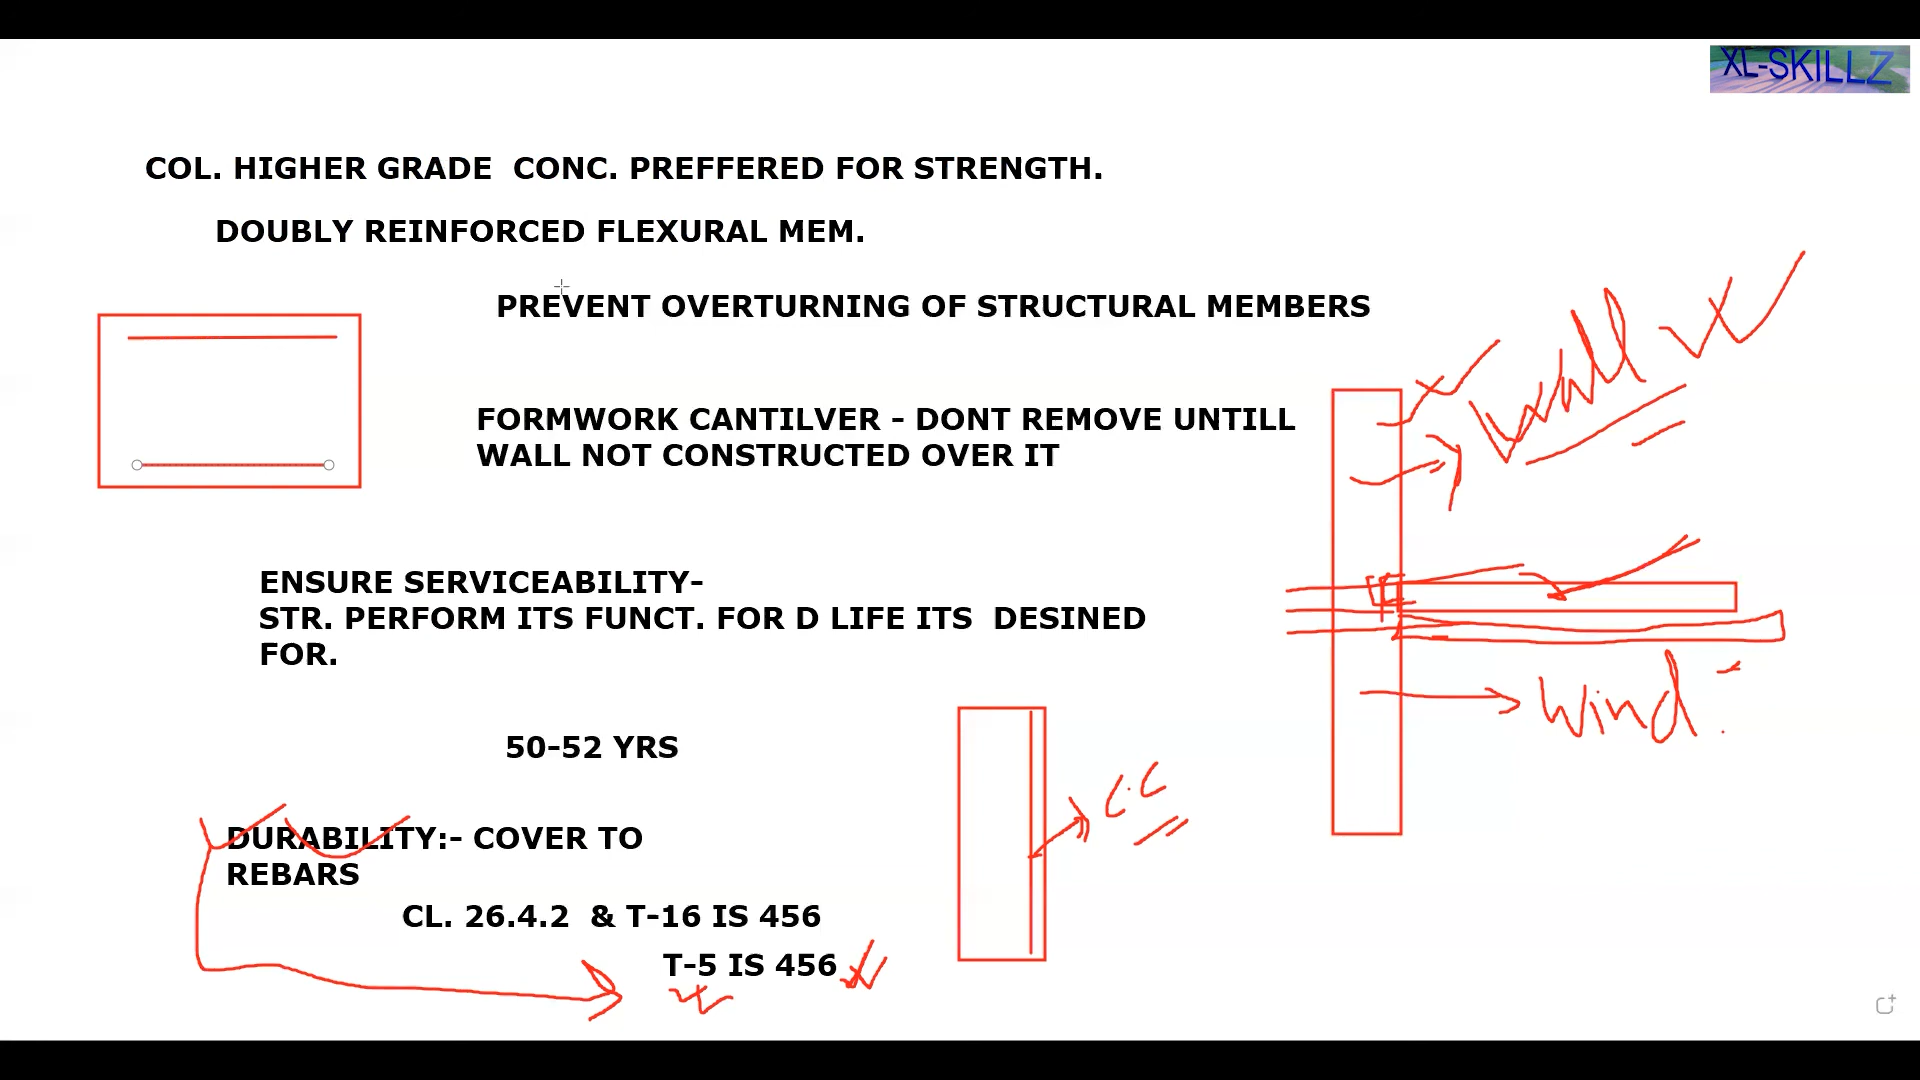 XL-SKILLZ
COL. HIGHER GRADE  CONC. PREFFERED FOR STRENGTH.
DOUBLY REINFORCED FLEXURAL MEM.
PREVENT OVERTURNING OF STRUCTURAL MEMBERS
Wall
FORMWORK CANTILVER - DONT REMOVE UNTILL
WALL NOT CONSTRUCTED OVER IT
ENSURE SERVICEABILITY-
STR. PERFORM ITS FUNCT. FOR D LIFE ITS  DESINED
FOR.
Wind
50-52 YRS
C.C
DURABILITY:- COVER TO
REBARS
CL. 26.4.2  & T-16 IS 456
T-5 IS 456